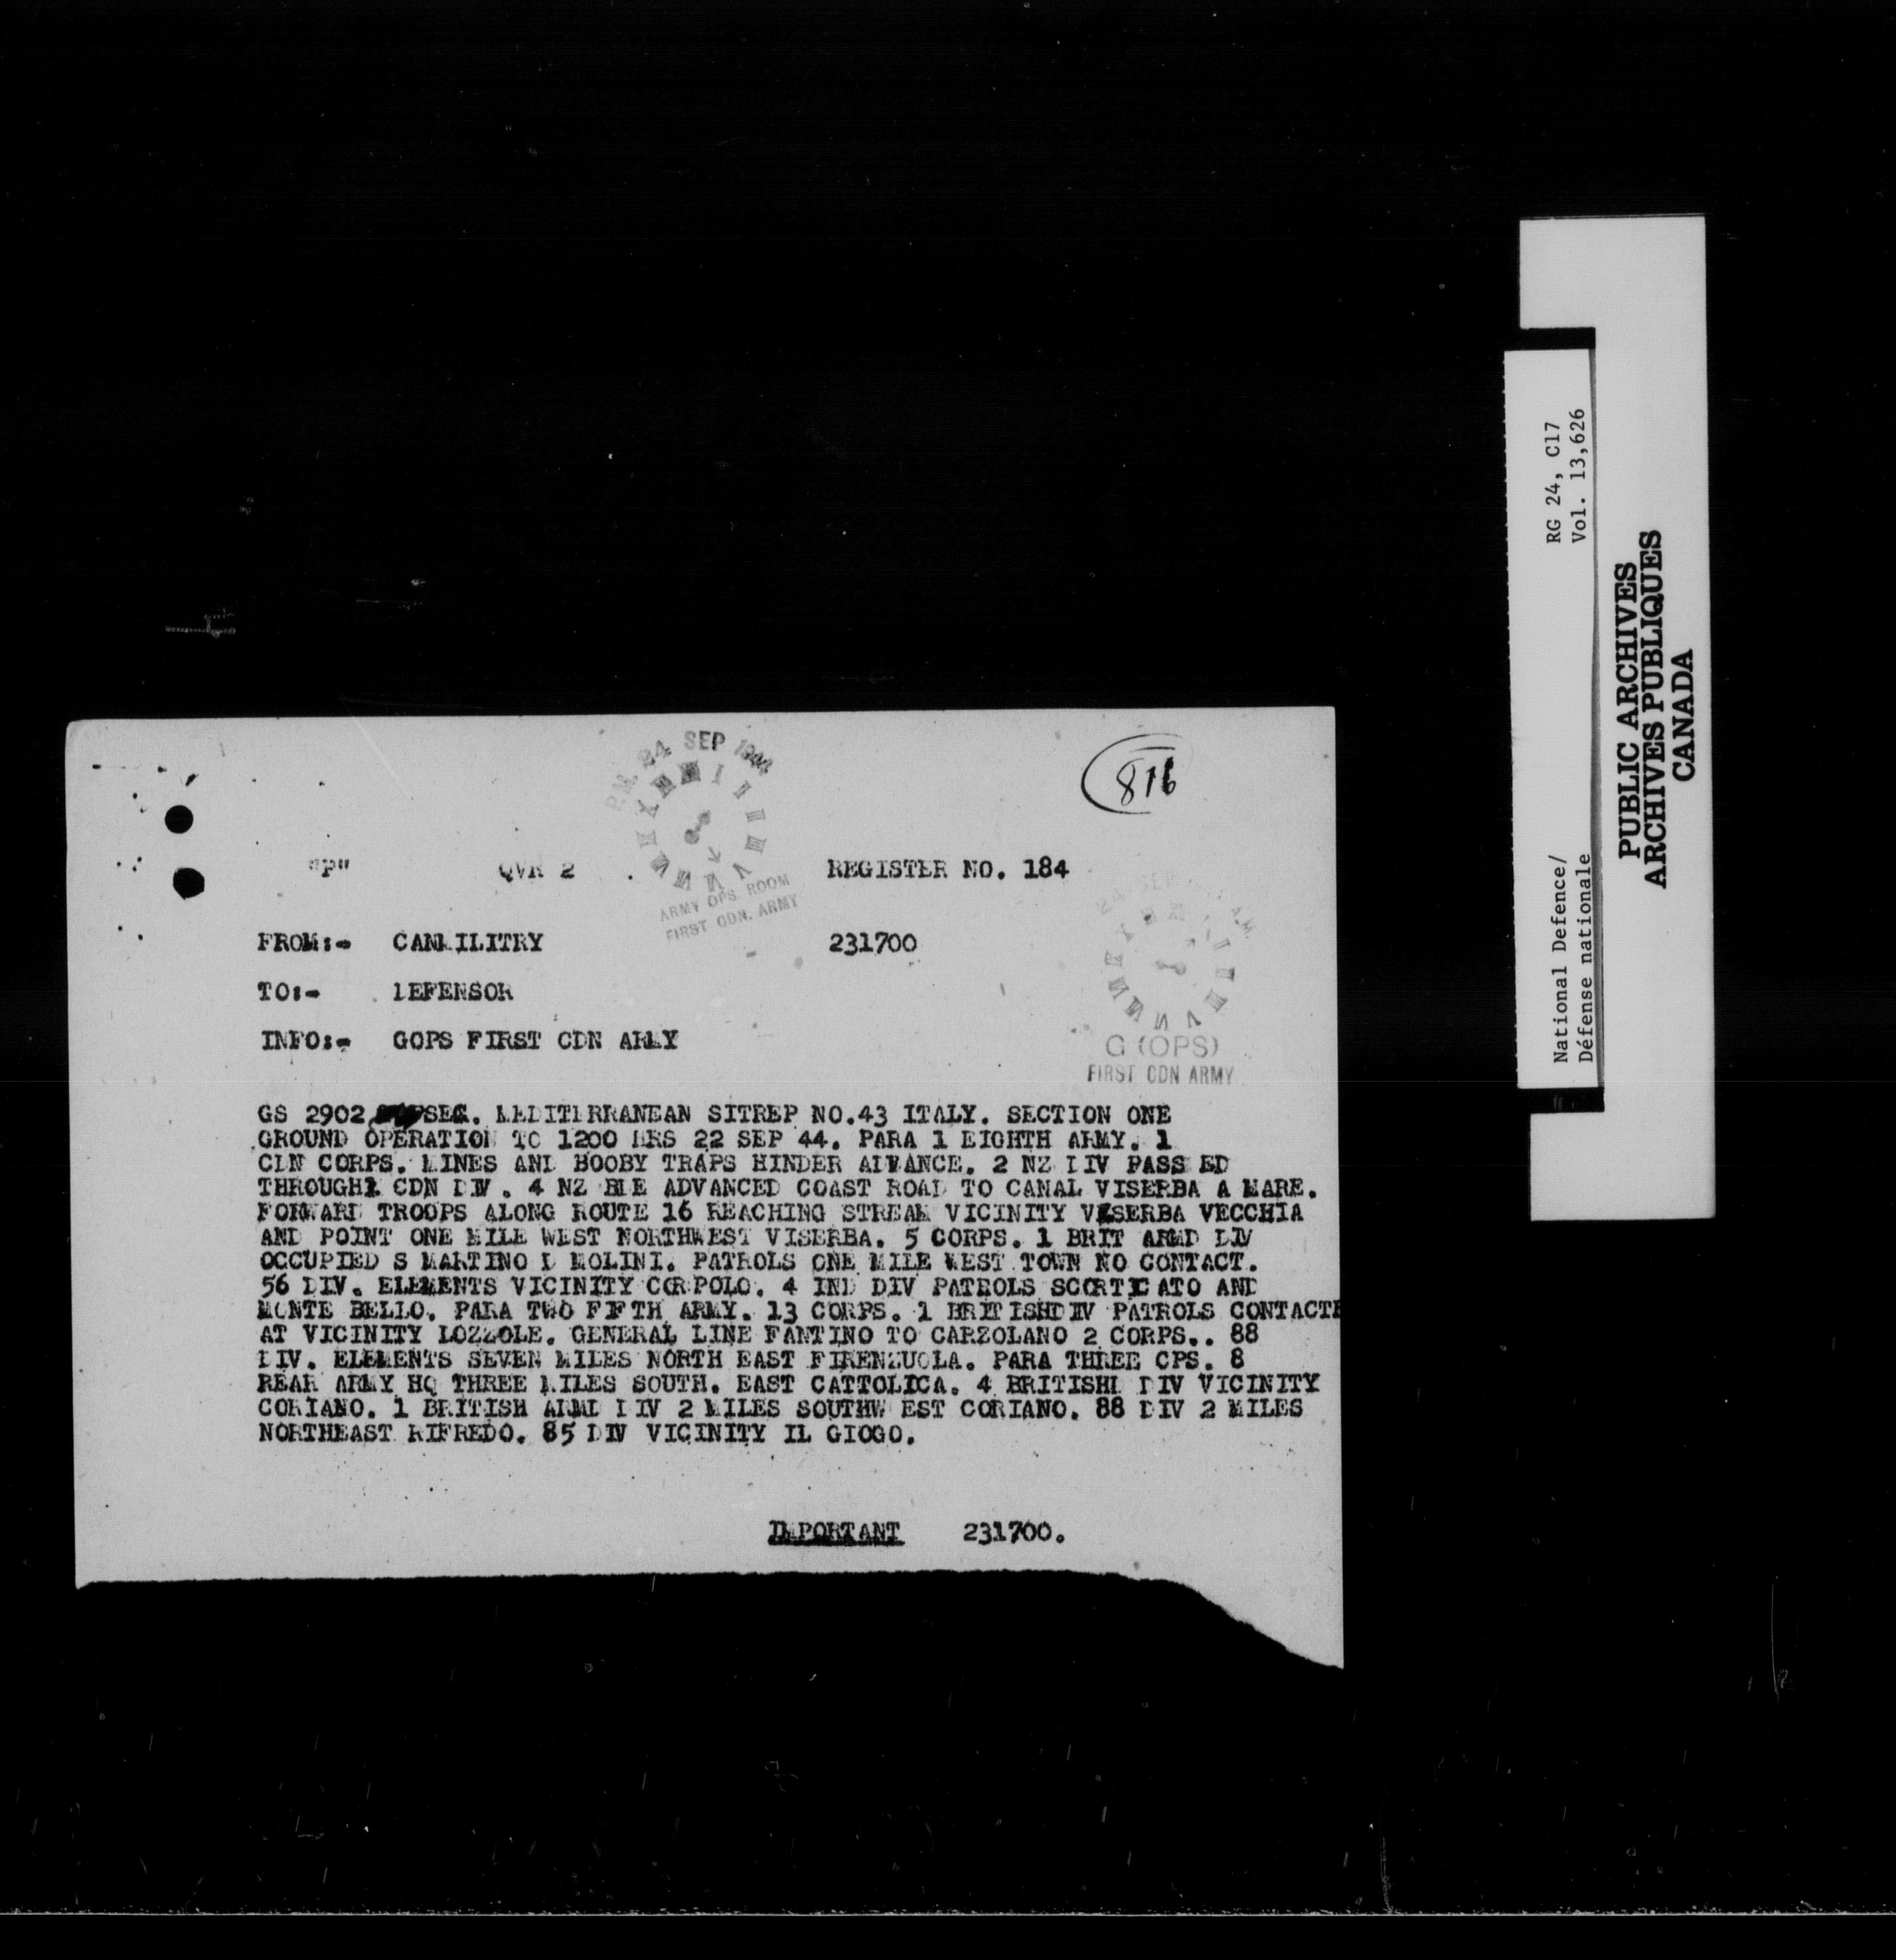 P.M. 24 SEP 1944
816
"P" QVR 2 REGISTER NO. 184
ARMY OPS ROOM
FIRST CDN. ARMY
FROM:- CANMILITRY 231700
TO:- DEFENSOR
INFO:- GOPS FIRST CDN ARMY
24 SEP
G (OPS)
FIRST CDN ARMY
GS 2902 SEC. MEDITERRANEAN SITREP NO.43 ITALY. SECTION ONE
GROUND OPERATION TO 1200 HRS 22 SEP 44. PARA 1 EIGHTH ARMY. 1
CDN CORPS. MINES AND BOOBY TRAPS HINDER ADVANCE. 2 NZ DIV PASS ED
THROUGH1 CDN DIV. 4 NZ BDE ADVANCED COAST ROAD TO CANAL VISERBA A MARE.
FORWARD TROOPS ALONG ROUTE 16 REACHING STREAM VICINITY VISERBA VECCHIA
AND POINT ONE MILE WEST NORTHWEST VISERBA. 5 CORPS. 1 BRIT ARMD DIV
OCCUPIED S MARTINO D MOLINI. PATROLS ONE MILE WEST TOWN NO CONTACT.
56 DIV. ELEMENTS VICINITY CORPOLO. 4 IND DIV PATROLS SCORTICATO AND
MONTE BELLO. PARA TWO FIFTH ARMY. 13 CORPS. 1 BRITISHDIV PATROLS CONTACTE
AT VICINITY LOZZOLE. GENERAL LINE FANTINO TO CARZOLANO 2 CORPS.. 88
DIV. ELEMENTS SEVEN MILES NORTH EAST FIRENZUOLA. PARA THREE CPS. 8
REAR ARMY HQ THREE MILES SOUTH. EAST CATTOLICA. 4 BRITISH DIV VICINITY
CORIANO. 1 BRITISH ARMD DIV 2 MILES SOUTHW EST CORIANO. 88 DIV 2 MILES
NORTHEAST RIFREDO. 85 DIV VICINITY IL GIOGO.
IMPORTANT 231700.
National Defence/ RG 24, C17
Défense nationale Vol. 13,626
PUBLIC ARCHIVES
ARCHIVES PUBLIQUES
CANADA